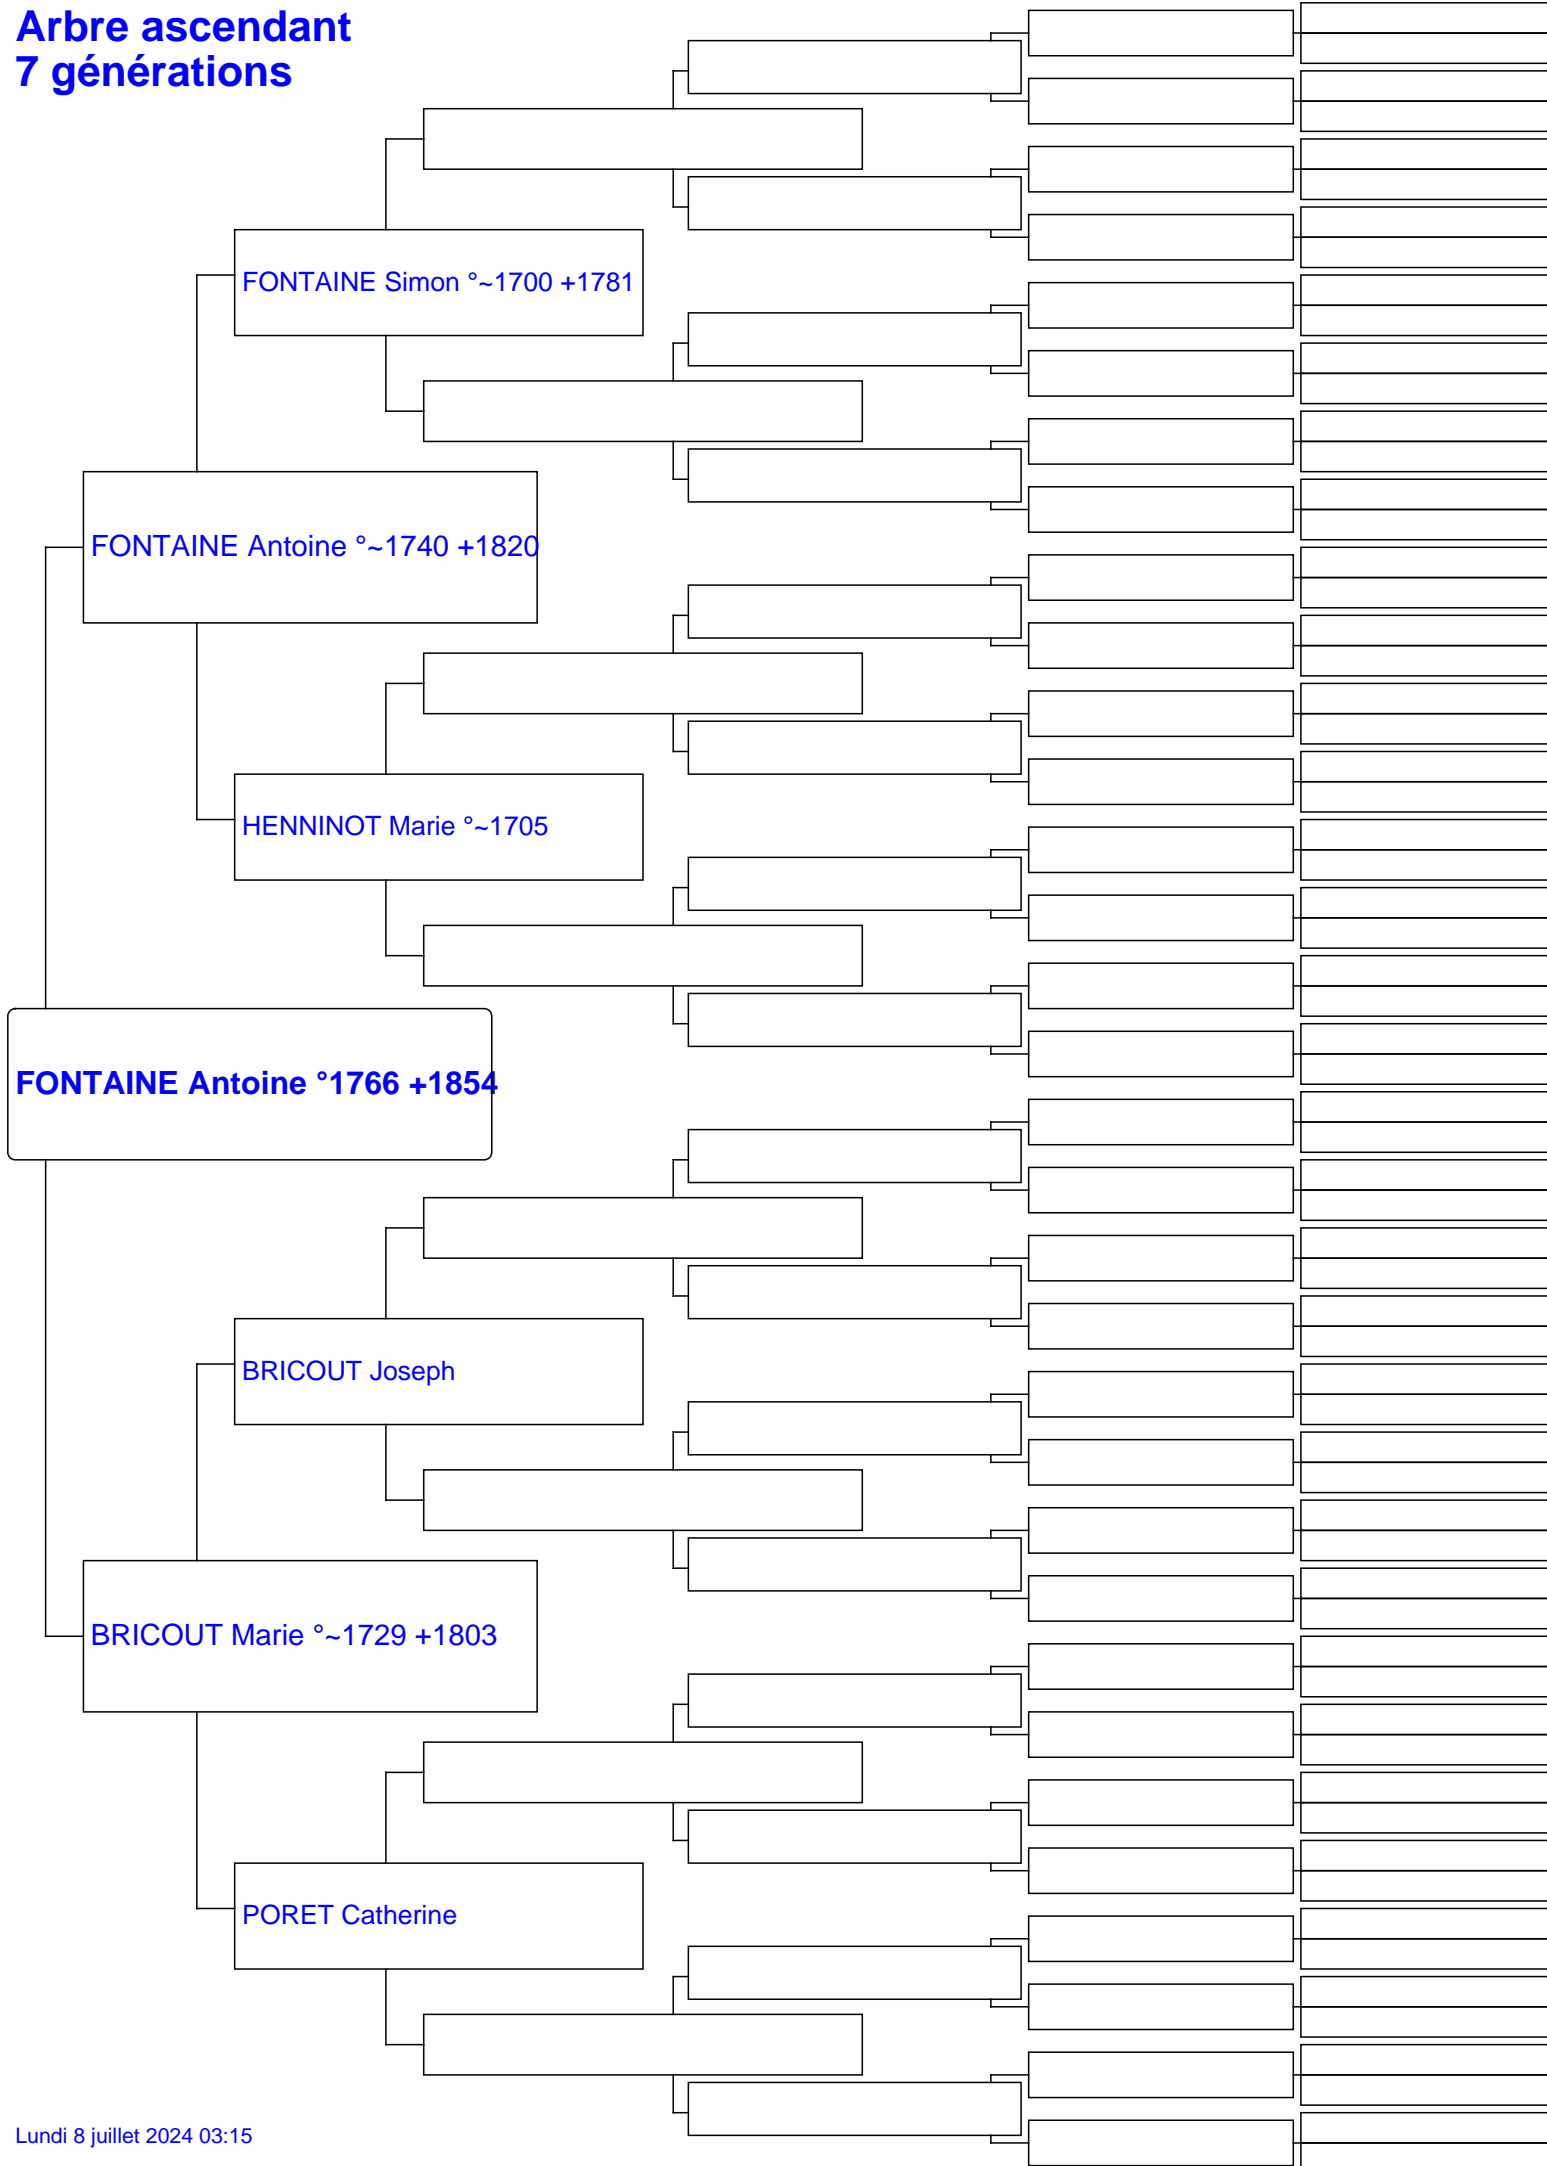 Arbre ascendant
7 générations
FONTAINE Simon °~1700 +1781
FONTAINE Antoine °~1740 +1820
HENNINOT Marie °~1705
FONTAINE Antoine °1766 +1854
BRICOUT Joseph
BRICOUT Marie °~1729 +1803
PORET Catherine
Lundi 8 juillet 2024 03:15